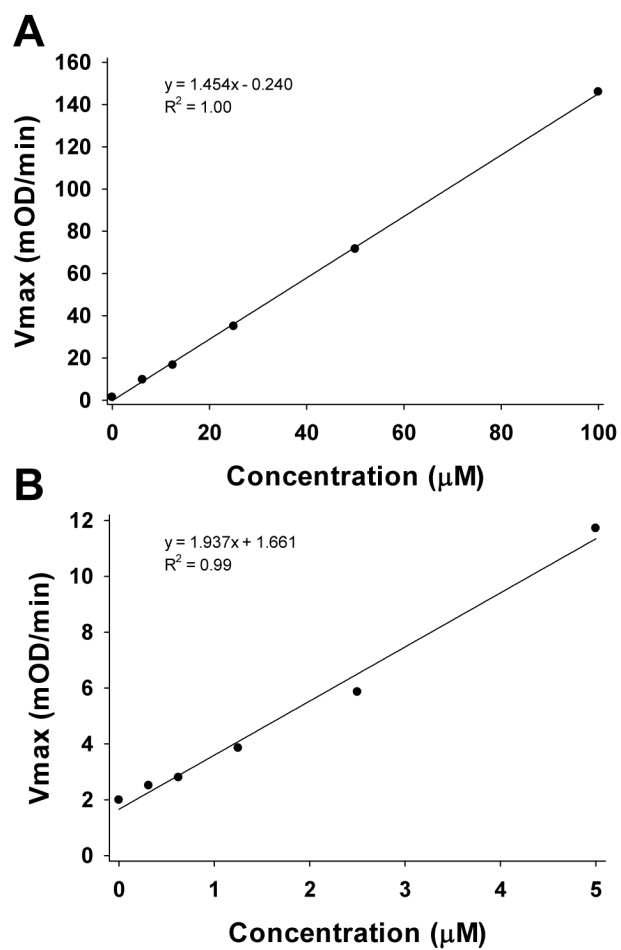 A
160
140
120
100
80
60
40
20
0
Vmax (mOD/min)
y = 1.454x - 0.240
R² = 1.00
0 20 40 60 80 100
Concentration (μM)
B
12
10
8
6
4
2
0
Vmax (mOD/min)
y = 1.937x + 1.661
R² = 0.99
0 1 2 3 4 5
Concentration (μM)